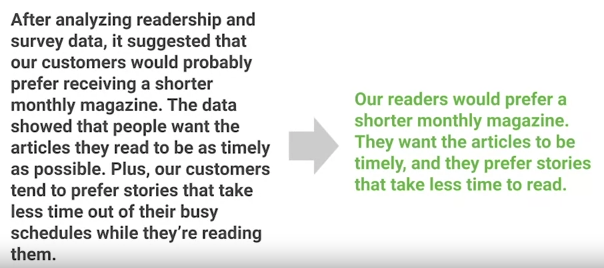 After analyzing readership and
survey data, it suggested that
our customers would probably
prefer receiving a shorter
monthly magazine. The data
showed that people want the
articles they read to be as timely
as possible. Plus, our customers
tend to prefer stories that take
less time out of their busy
schedules while they’re reading
them.
Our readers would prefer a
shorter monthly magazine.
They want the articles to be
timely, and they prefer stories
that take less time to read.